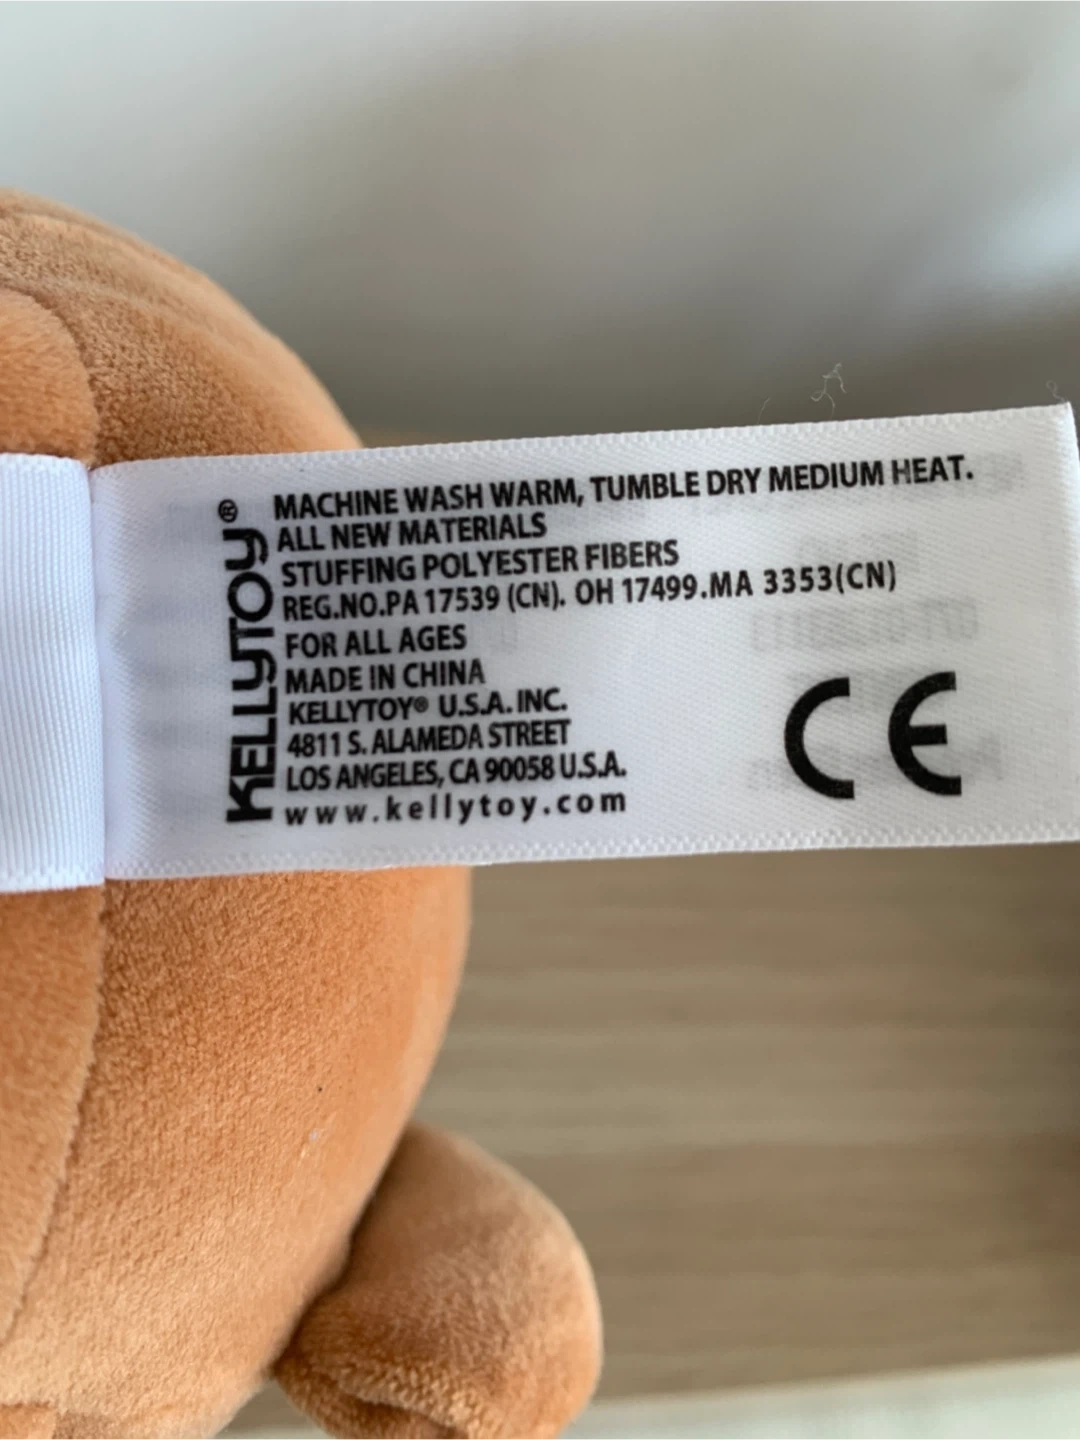 KELLYTOY®
MACHINE WASH WARM, TUMBLE DRY MEDIUM HEAT.
ALL NEW MATERIALS
STUFFING POLYESTER FIBERS
REG.NO.PA 17539 (CN). OH 17499.MA 3353(CN)
FOR ALL AGES
MADE IN CHINA
KELLYTOY® U.S.A. INC.
4811 S. ALAMEDA STREET
LOS ANGELES, CA 90058 U.S.A.
www.kellytoy.com
CE